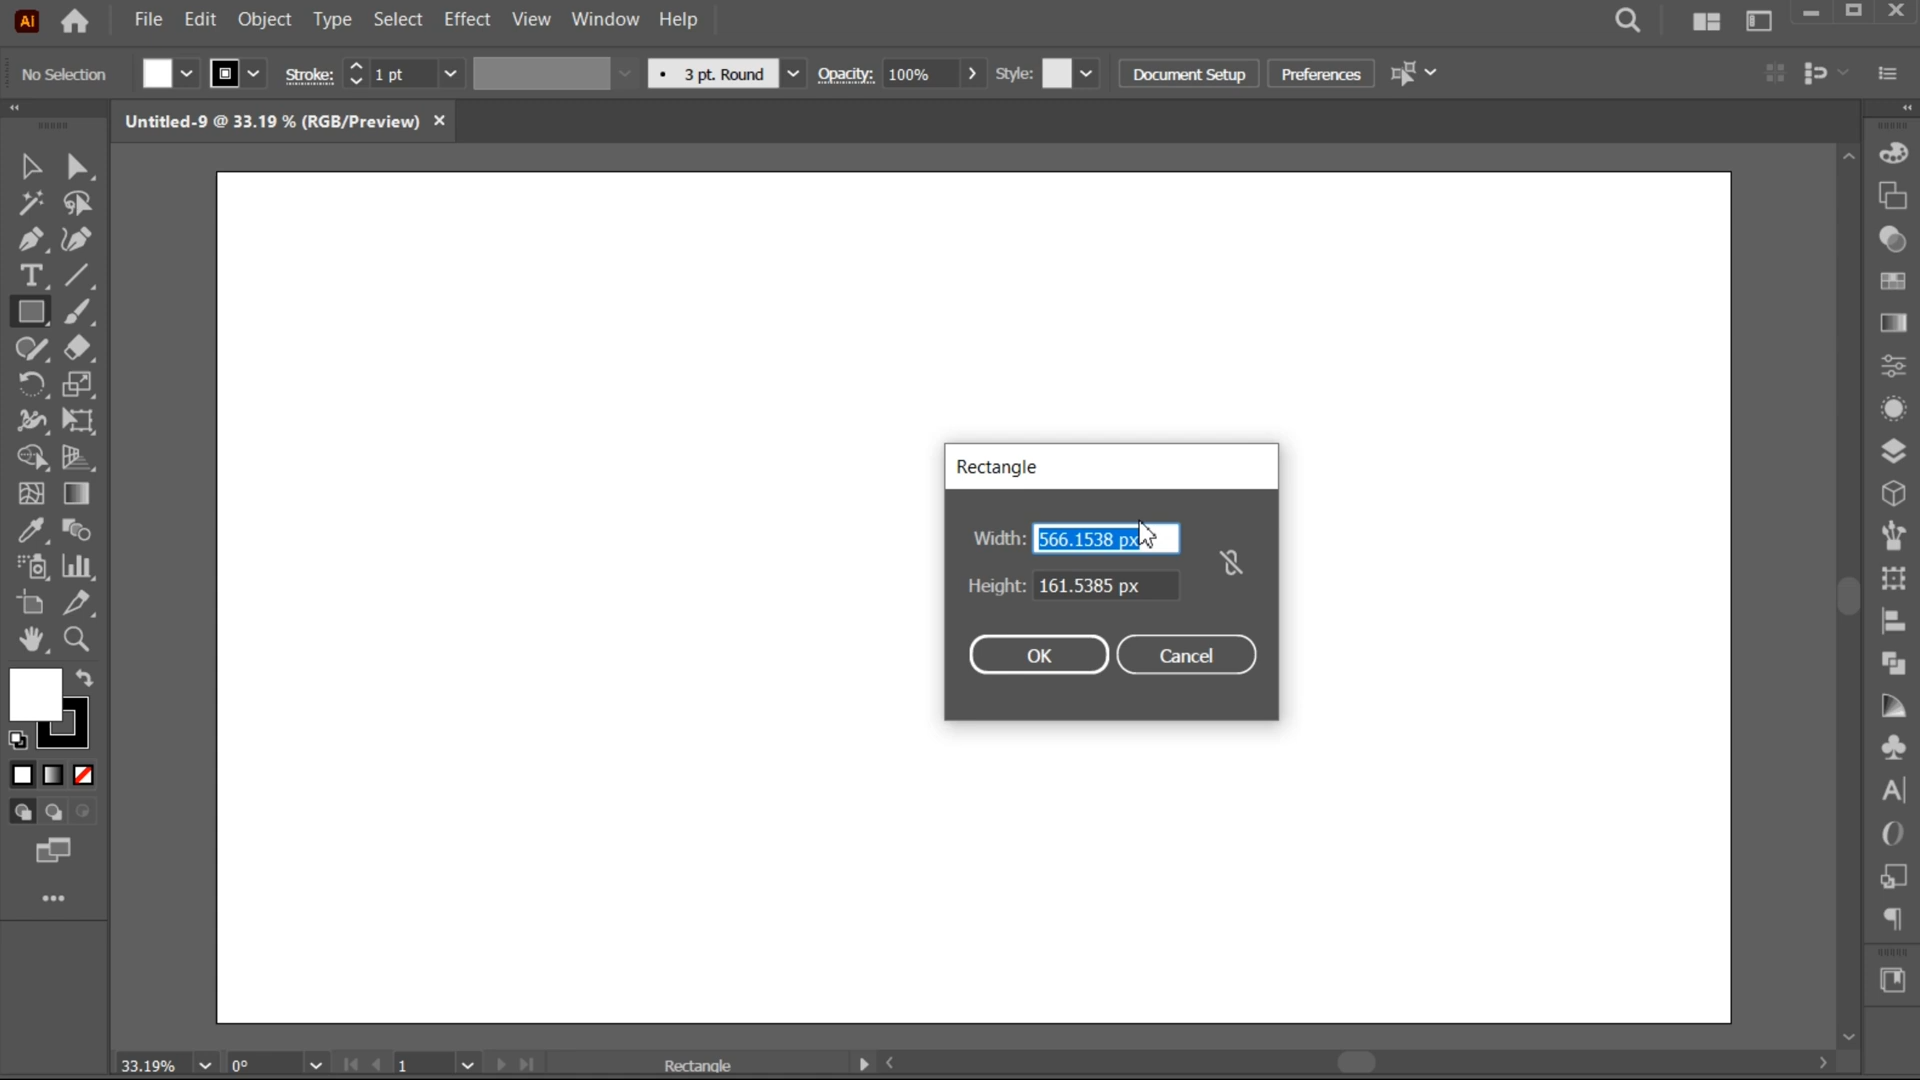 Ai File Edit Object Type Select Effect View Window Help
No Selection Stroke: 1 pt 3 pt. Round Opacity: 100% Style: Document Setup Preferences
Untitled-9 @ 33.19 % (RGB/Preview)
Rectangle
Width: 566.1538 px
Height: 161.5385 px
OK Cancel
33.19% 0° 1 Rectangle